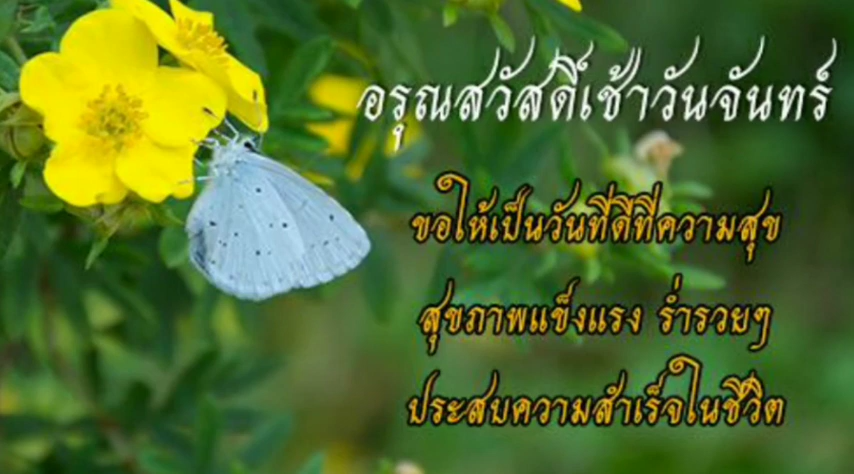 อรุณสวัสดิ์เช้าวันจันทร์
ขอให้เป็นวันที่ดีที่ความสุข
สุขภาพแข็งแรง ร่ำรวยๆ
ประสบความสำเร็จในชีวิต